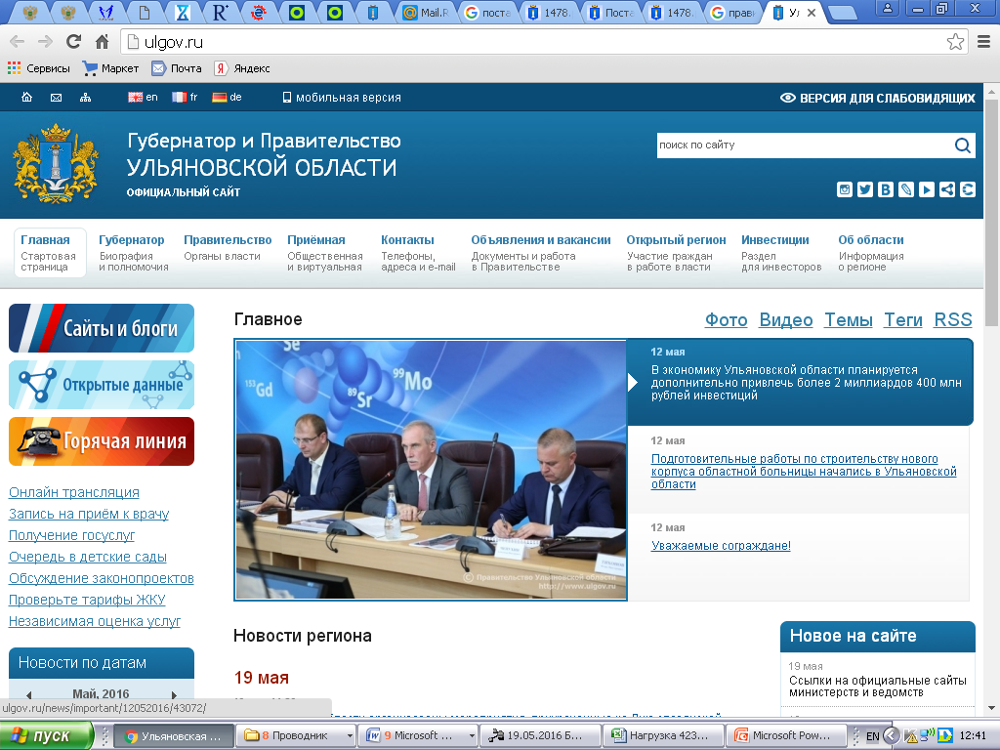 Mail.R
поста
1478.
Поста
1478.
прави
Ул
ulgov.ru
Сервисы
Маркет
Почта
Яндекс
en
fr
de
мобильная версия
ВЕРСИЯ ДЛЯ СЛАБОВИДЯЩИХ
Губернатор и Правительство
УЛЬЯНОВСКОЙ ОБЛАСТИ
ОФИЦИАЛЬНЫЙ САЙТ
поиск по сайту
Главная
Стартовая
страница
Губернатор
Биография
и полномочия
Правительство
Органы власти
Приёмная
Общественная
и виртуальная
Контакты
Телефоны,
адреса и e-mail
Объявления и вакансии
Документы и работа
в Правительстве
Открытый регион
Участие граждан
в работе власти
Инвестиции
Раздел
для инвесторов
Об области
Информация
о регионе
Сайты и блоги
Открытые данные
Горячая линия
Онлайн трансляция
Запись на приём к врачу
Получение госуслуг
Очередь в детские сады
Обсуждение законопроектов
Проверьте тарифы ЖКУ
Независимая оценка услуг
Новости по датам
Май, 2016
Главное
Фото Видео Темы Теги RSS
Se
153Gd
89Sr
99Mo
© Правительство Ульяновской области
http://www.ulgov.ru
12 мая
В экономику Ульяновской области планируется
дополнительно привлечь более 2 миллиардов 400 млн
рублей инвестиций
12 мая
Подготовительные работы по строительству нового
корпуса областной больницы начались в Ульяновской
области
12 мая
Уважаемые сограждане!
Новости региона
19 мая
Новое на сайте
19 мая
Ссылки на официальные сайты
министерств и ведомств
ulgov.ru/news/important/12052016/43072/
пуск
Ульяновская ...
8 Проводник
9 Microsoft ...
19.05.2016 Б...
Нагрузка 423...
Microsoft Pow...
EN
12:41